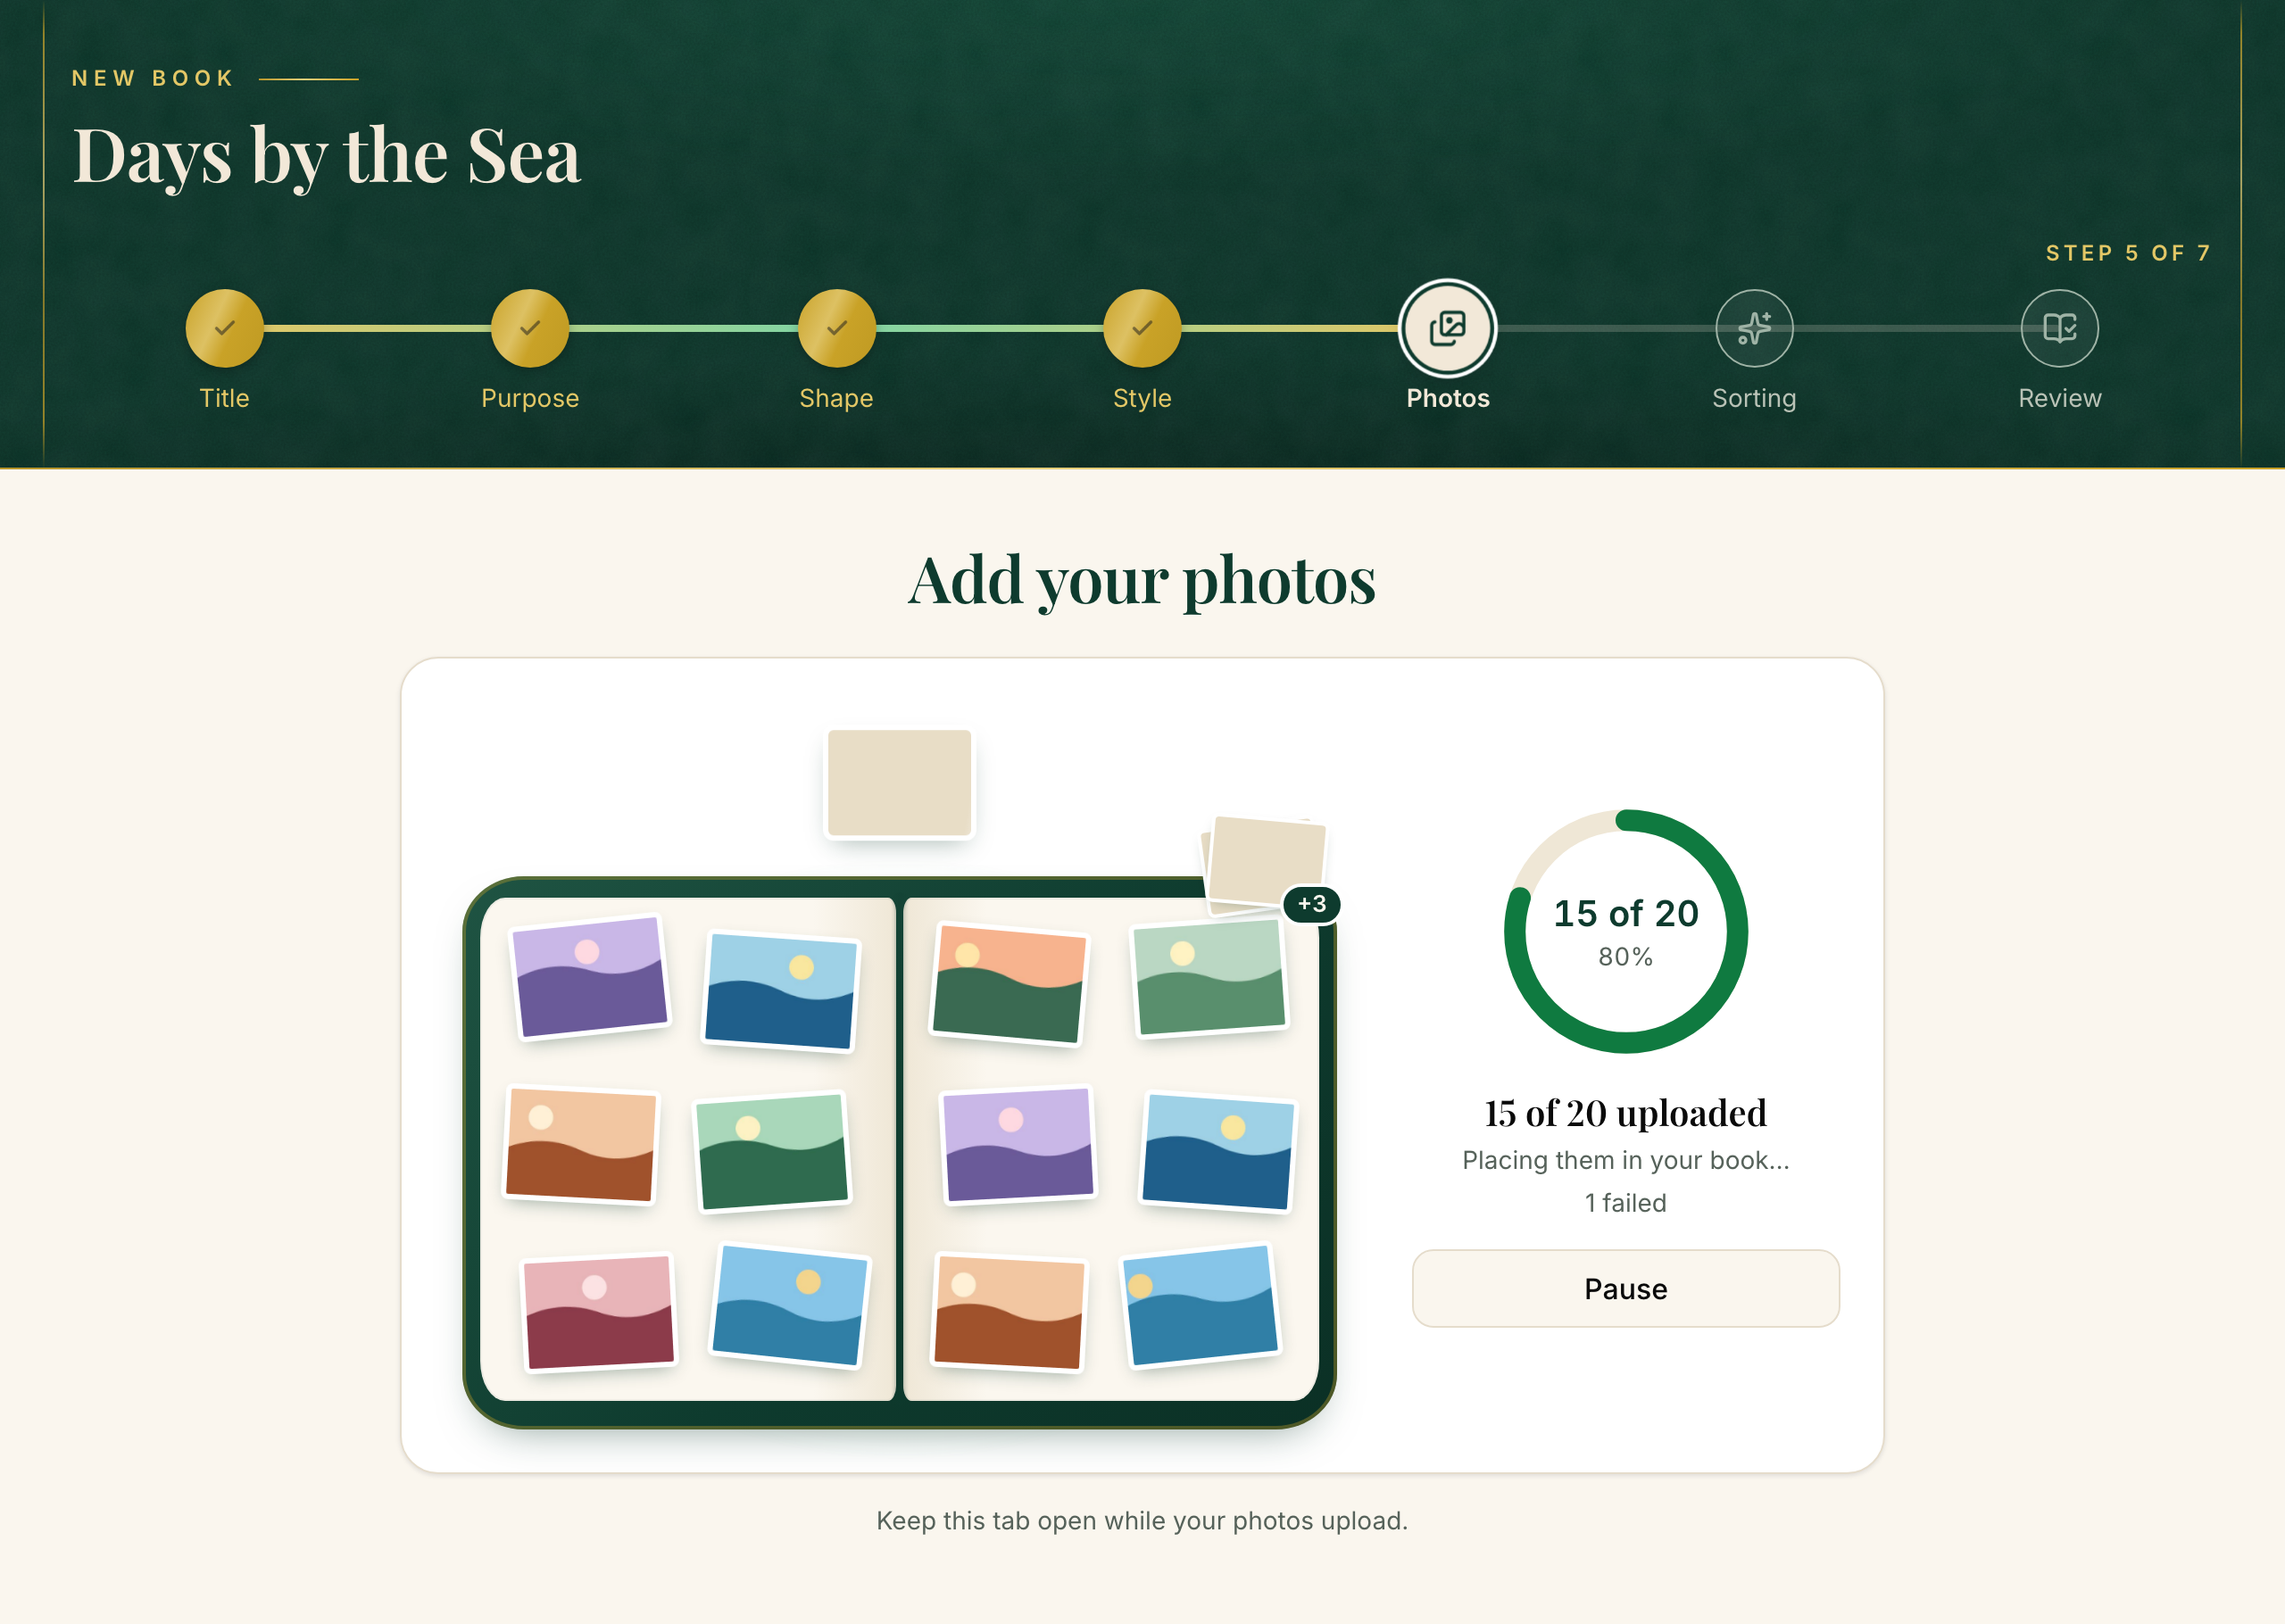 NEW BOOK
Days by the Sea
STEP 5 OF 7
Title
Purpose
Shape
Style
Photos
Sorting
Review
Add your photos
+3
15 of 20
80%
15 of 20 uploaded
Placing them in your book...
1 failed
Pause
Keep this tab open while your photos upload.